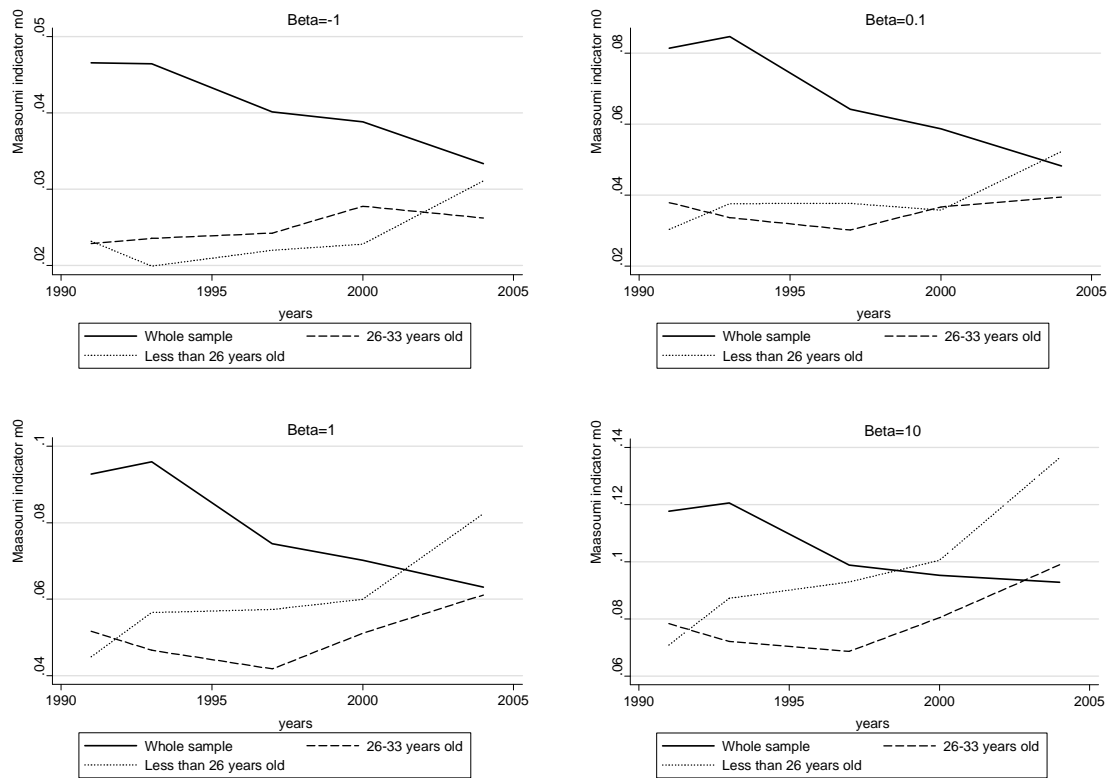 Beta=-1
Maasoumi indicator m0
.05
.04
.03
.02
1990 1995 2000 2005
years
Whole sample 26-33 years old
Less than 26 years old
Beta=0.1
Maasoumi indicator m0
.08
.06
.04
.02
1990 1995 2000 2005
years
Whole sample 26-33 years old
Less than 26 years old
Beta=1
Maasoumi indicator m0
.1
.08
.06
.04
1990 1995 2000 2005
years
Whole sample 26-33 years old
Less than 26 years old
Beta=10
Maasoumi indicator m0
.14
.12
.1
.08
.06
1990 1995 2000 2005
years
Whole sample 26-33 years old
Less than 26 years old